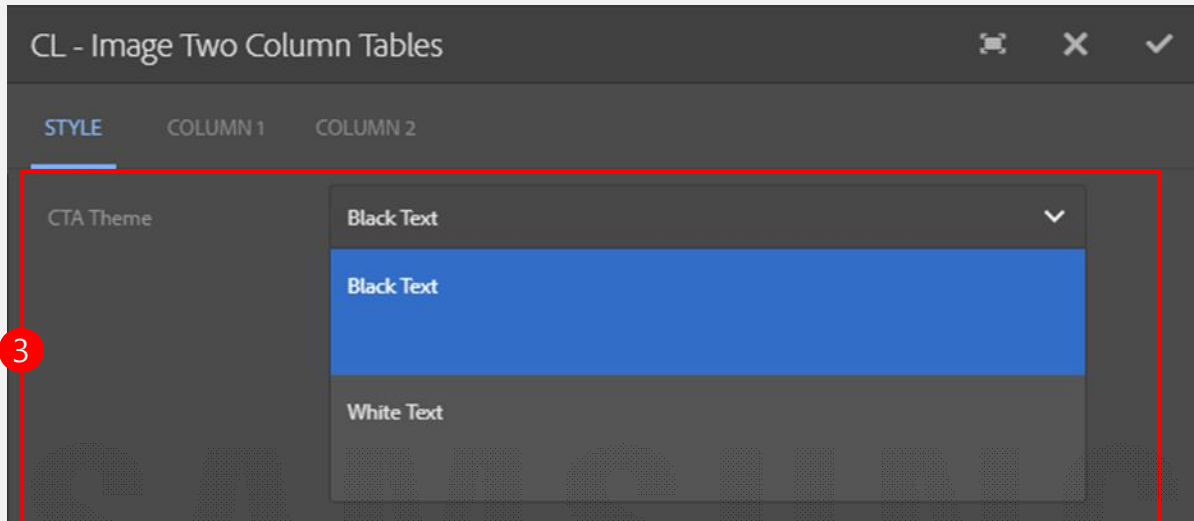 CL - Image Two Column Tables
STYLE COLUMN 1 COLUMN 2
CTA Theme Black Text
Black Text
3
White Text
SAMSUNG